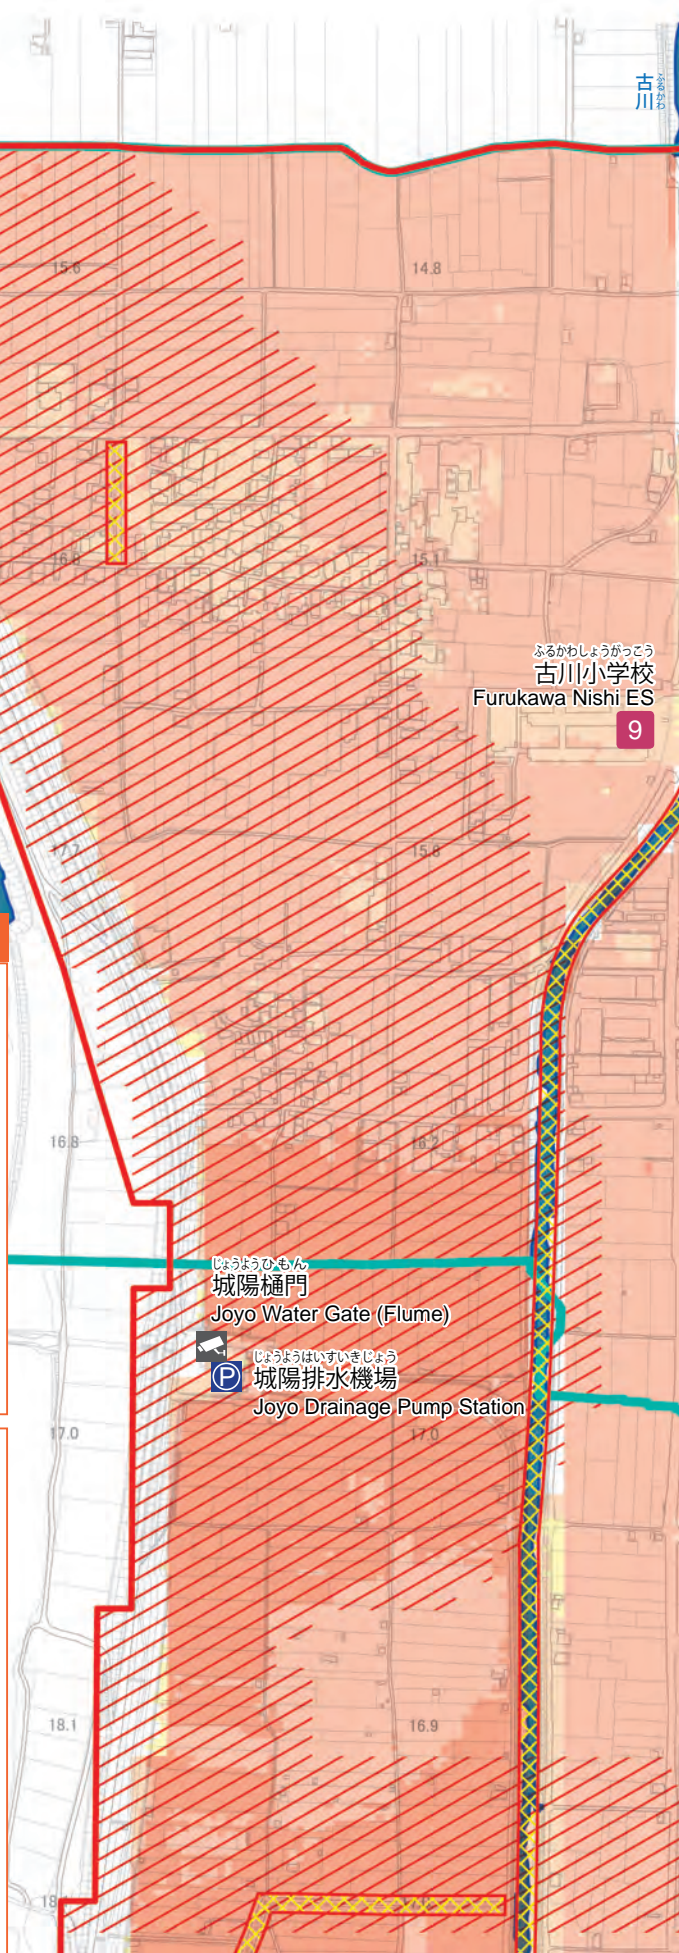 ふるかわ
古川
15.6
14.8
16.8
15.1
ふるかわしょうがっこう
古川小学校
Furukawa Nishi ES
9
17.7
15.8
16.8
16.2
じょうようひもん
城陽樋門
Joyo Water Gate (Flume)
P
じょうようはいすいきじょう
城陽排水機場
Joyo Drainage Pump Station
17.0
17.0
18.1
16.9